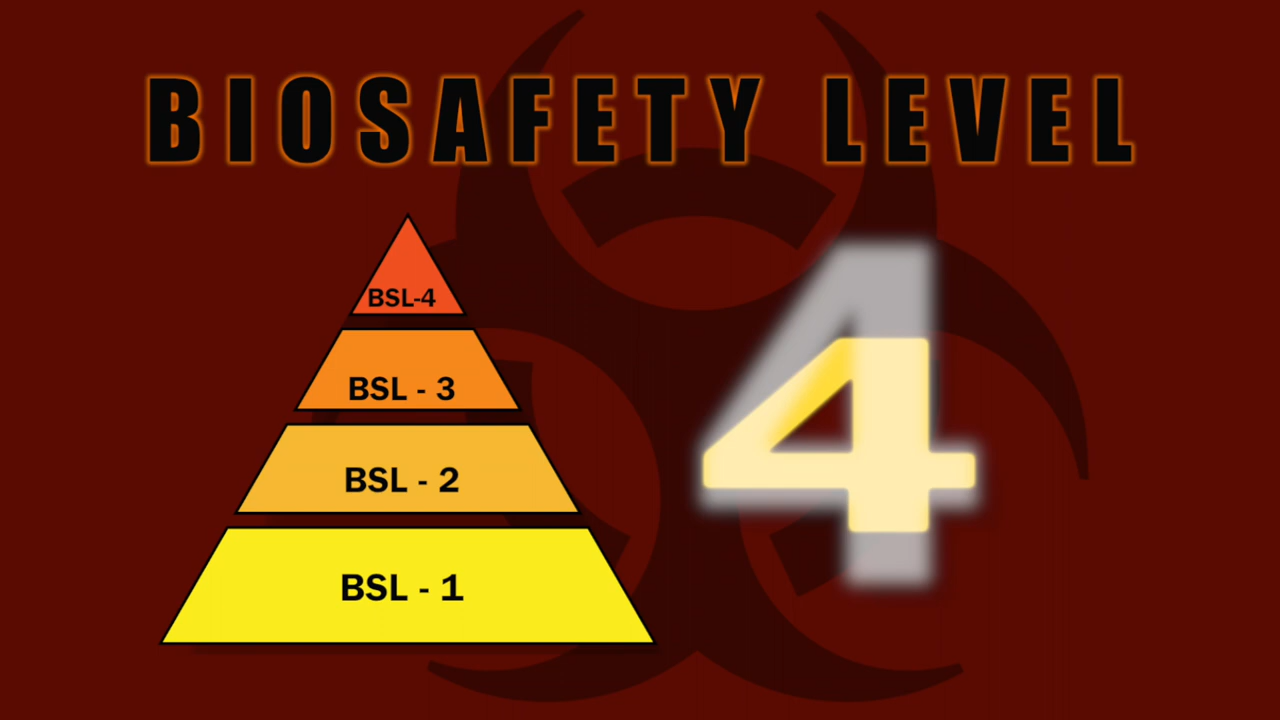 BIOSAFETY LEVEL
BSL-4
BSL - 3
BSL - 2
BSL - 1
4